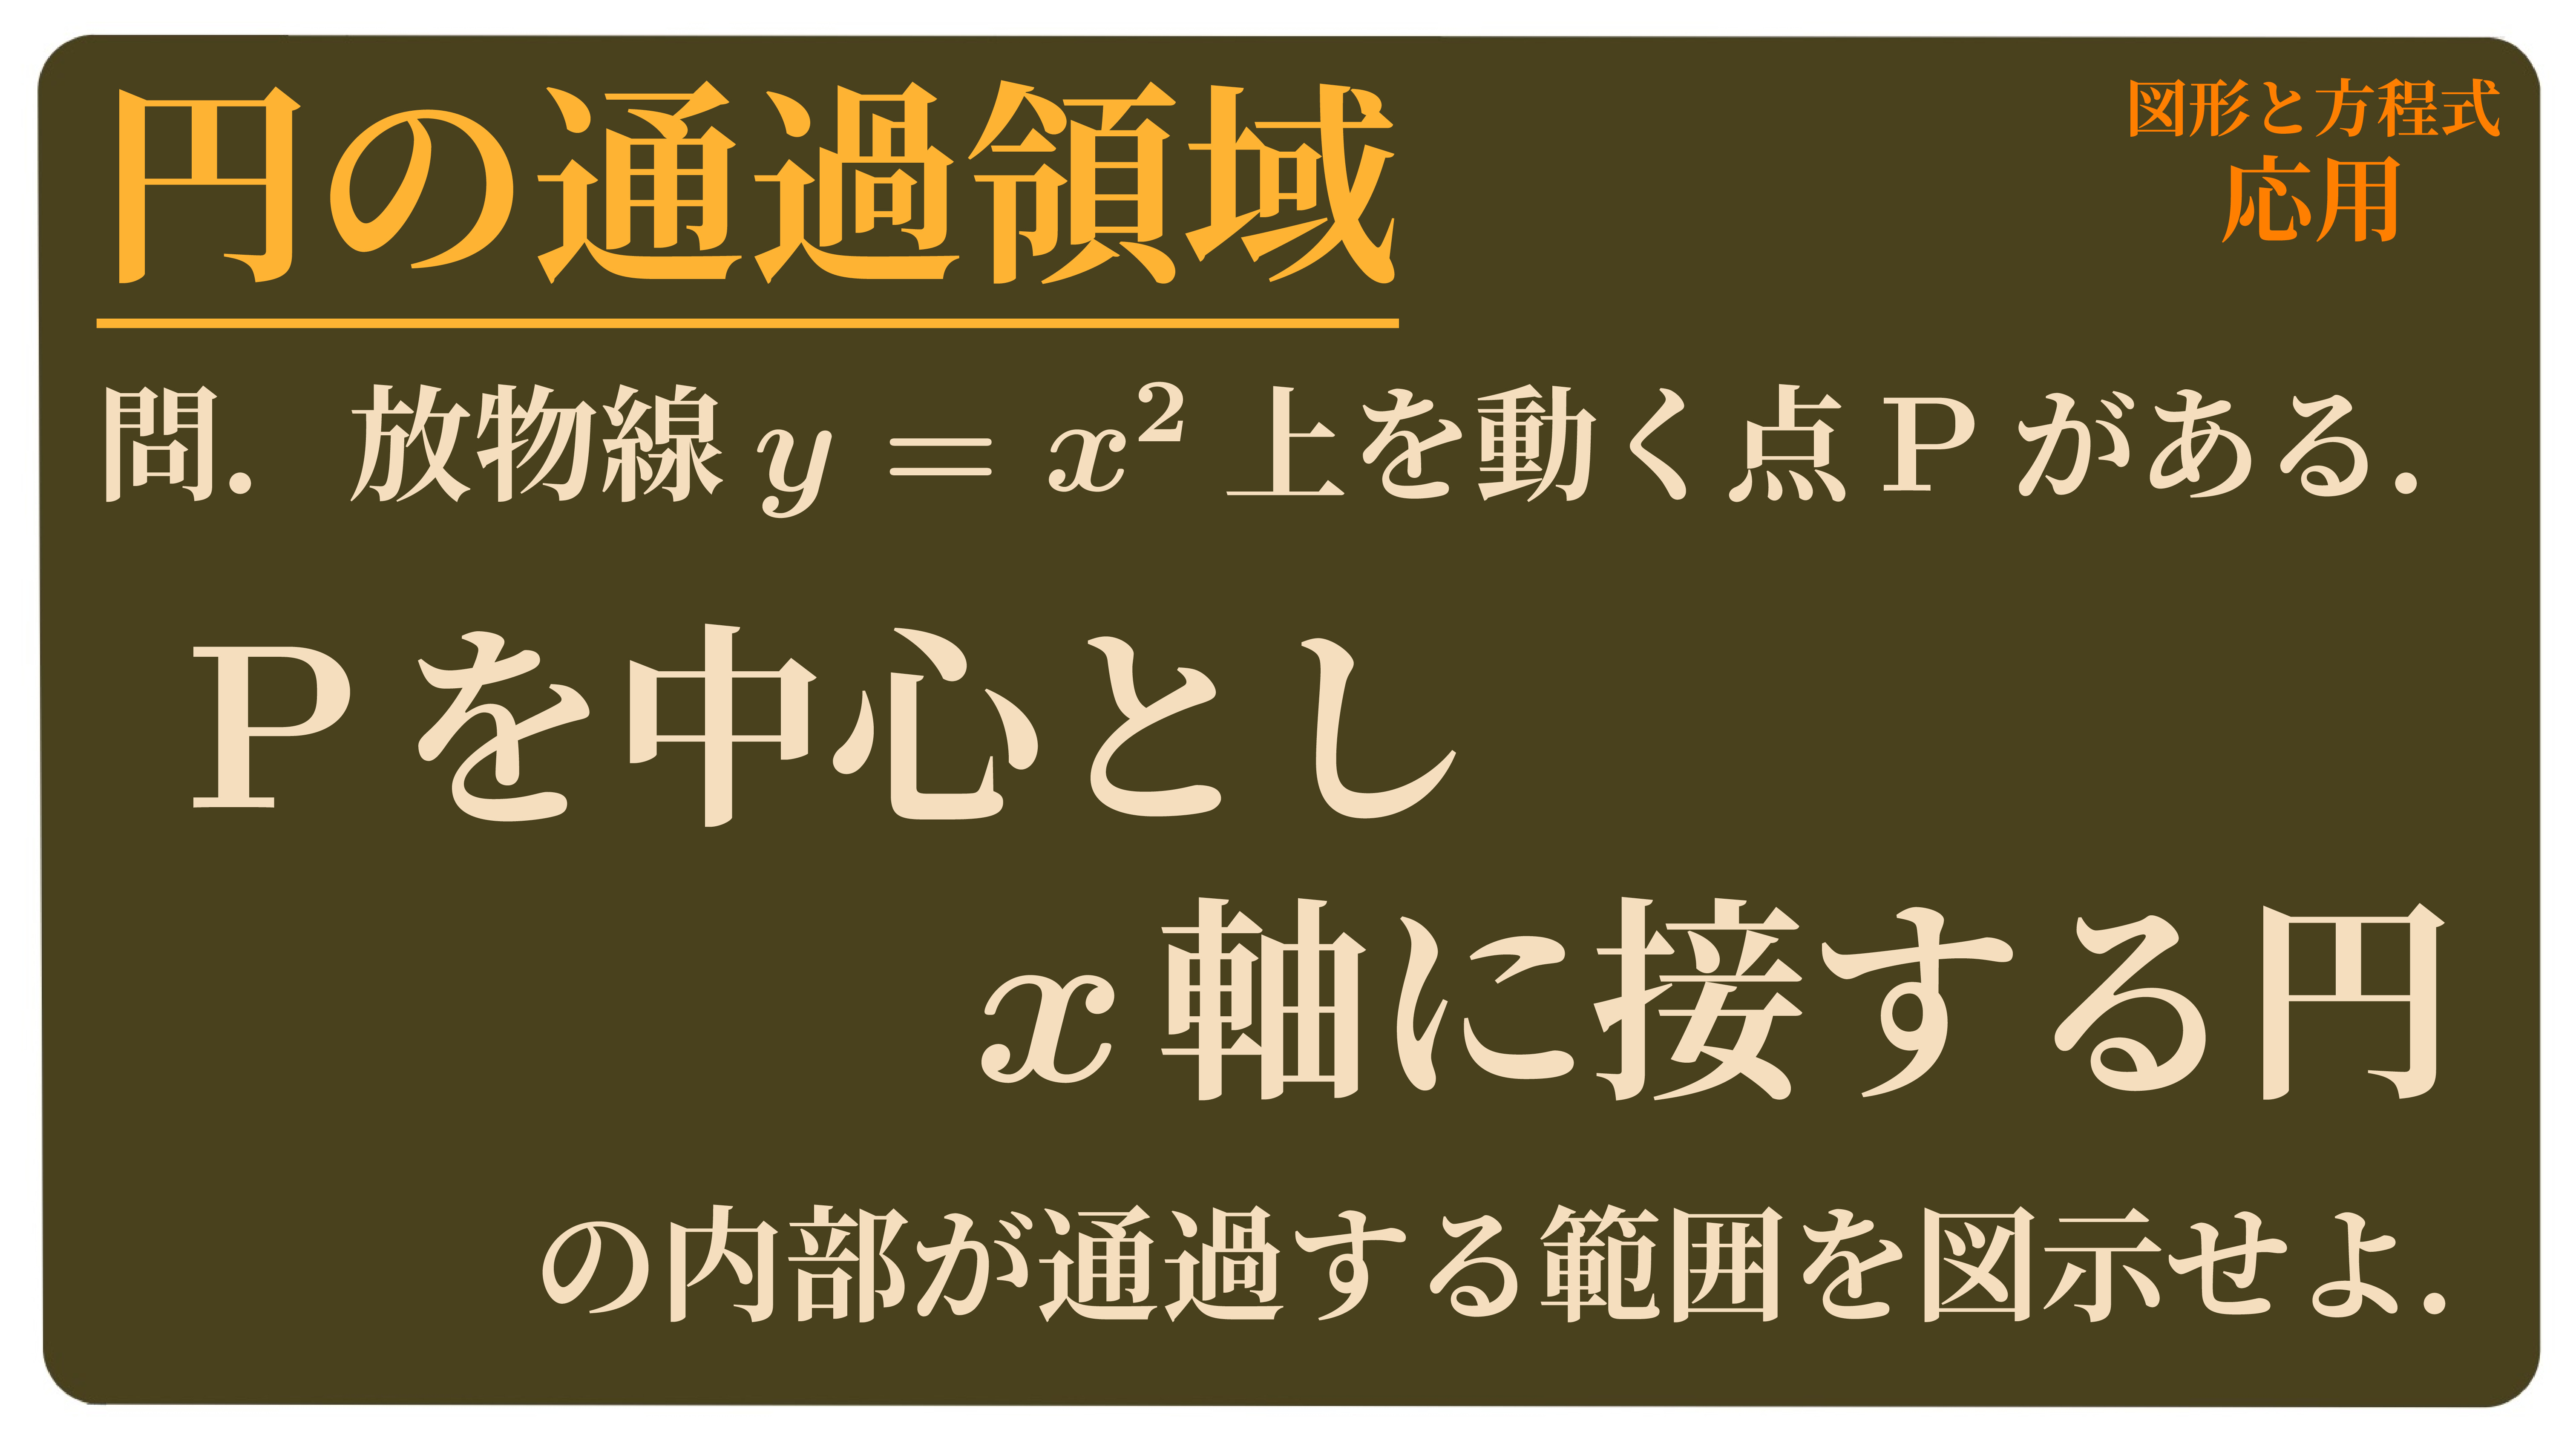 円の通過領域
図形と方程式
応用
問. 放物線 y = x² 上を動く点 P がある.
P を中心とし
x 軸に接する円
の内部が通過する範囲を図示せよ.